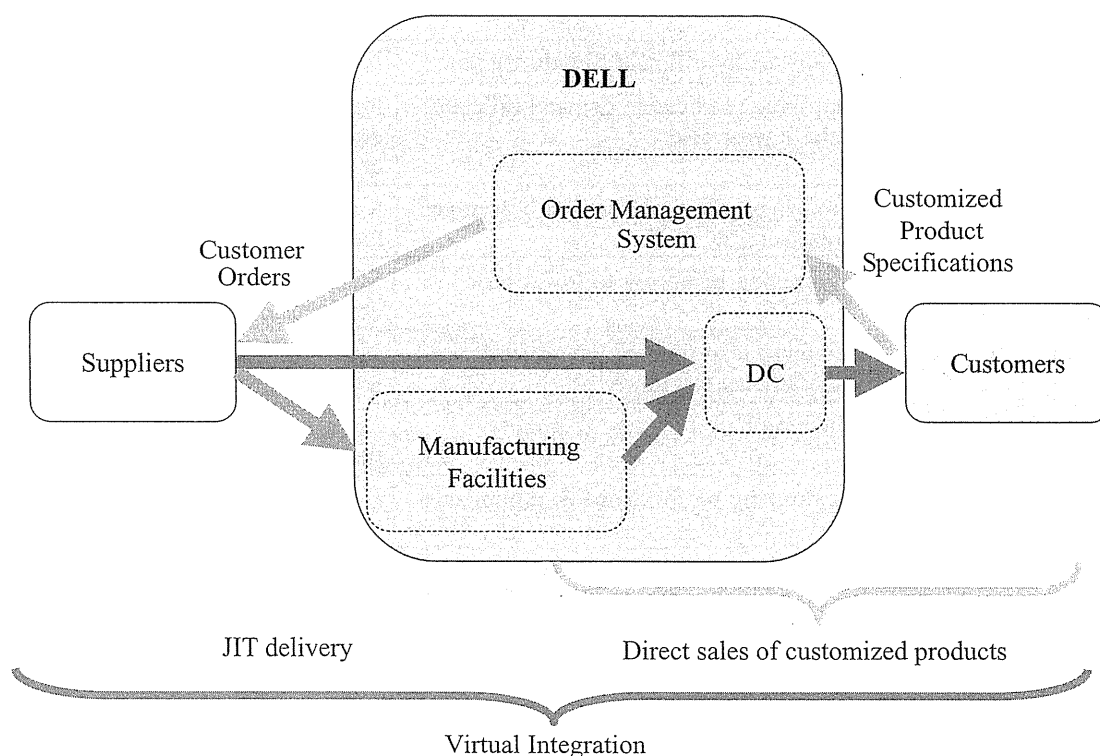 DELL
Order Management
System
Customized
Product
Specifications
Customer
Orders
Suppliers
DC
Customers
Manufacturing
Facilities
JIT delivery
Direct sales of customized products
Virtual Integration